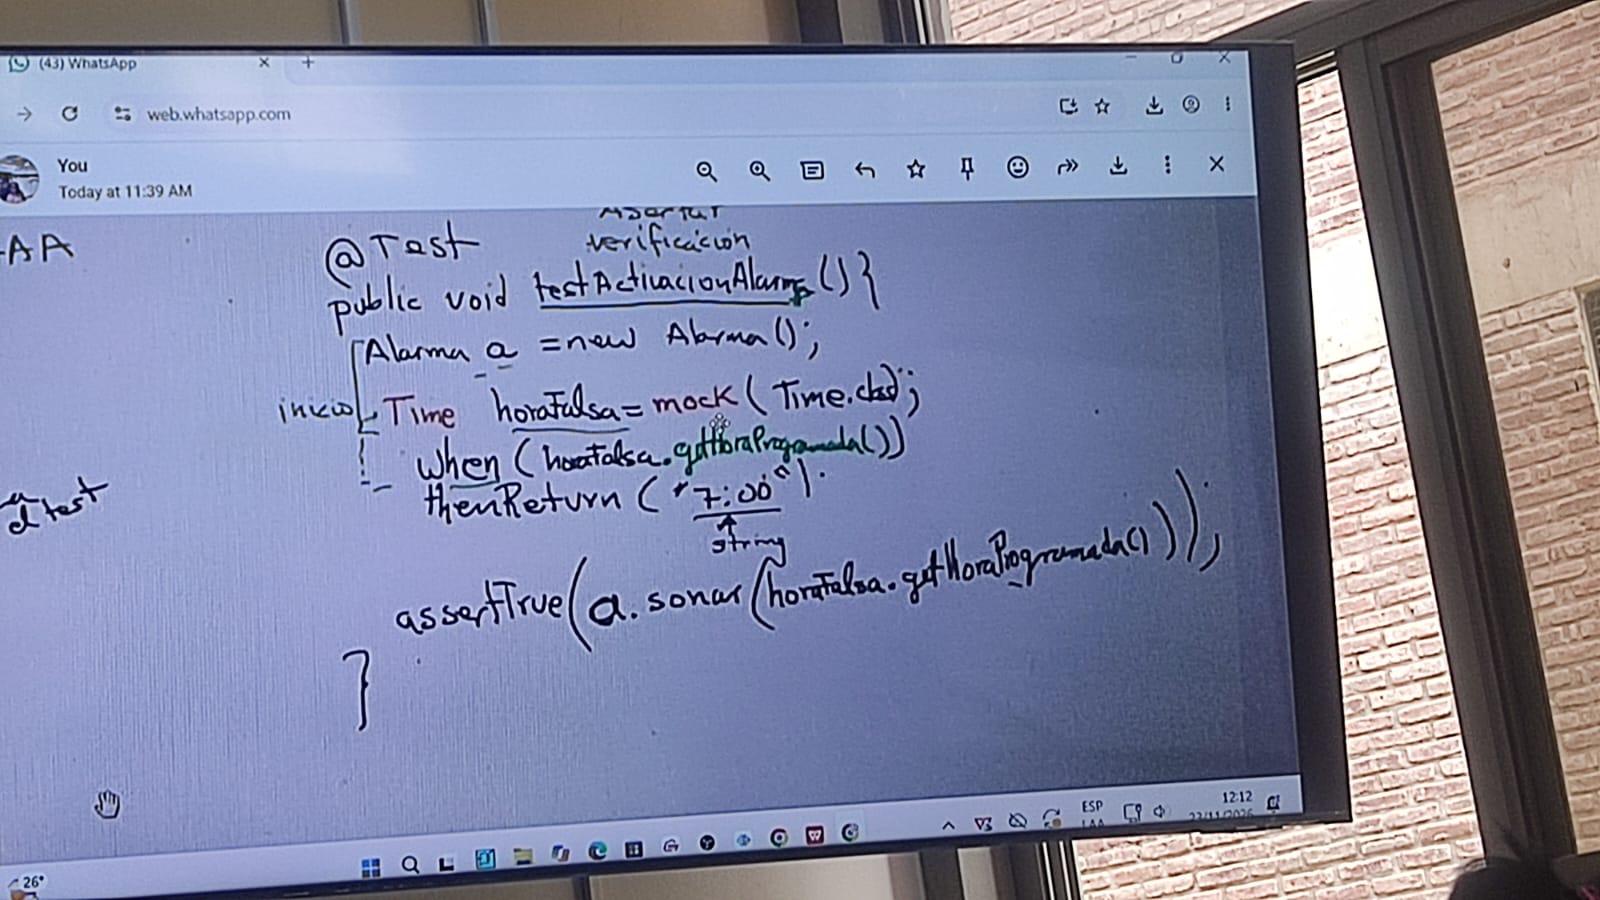 (43) WhatsApp
web.whatsapp.com
You
Today at 11:39 AM
AA
verificación
@Test
public void testActivacionAlarma () {
Alarma a = new Alarma();
inicio
Time horaFalsa = mock ( Time.class);
when ( horaFalsa.getHoraProgramada())
thenReturn ( "7:00" ).
string
d test
assertTrue ( a. sonar (horaFalsa.getHoraProgramada() ));
}
ESP
LAA
12:12
26°